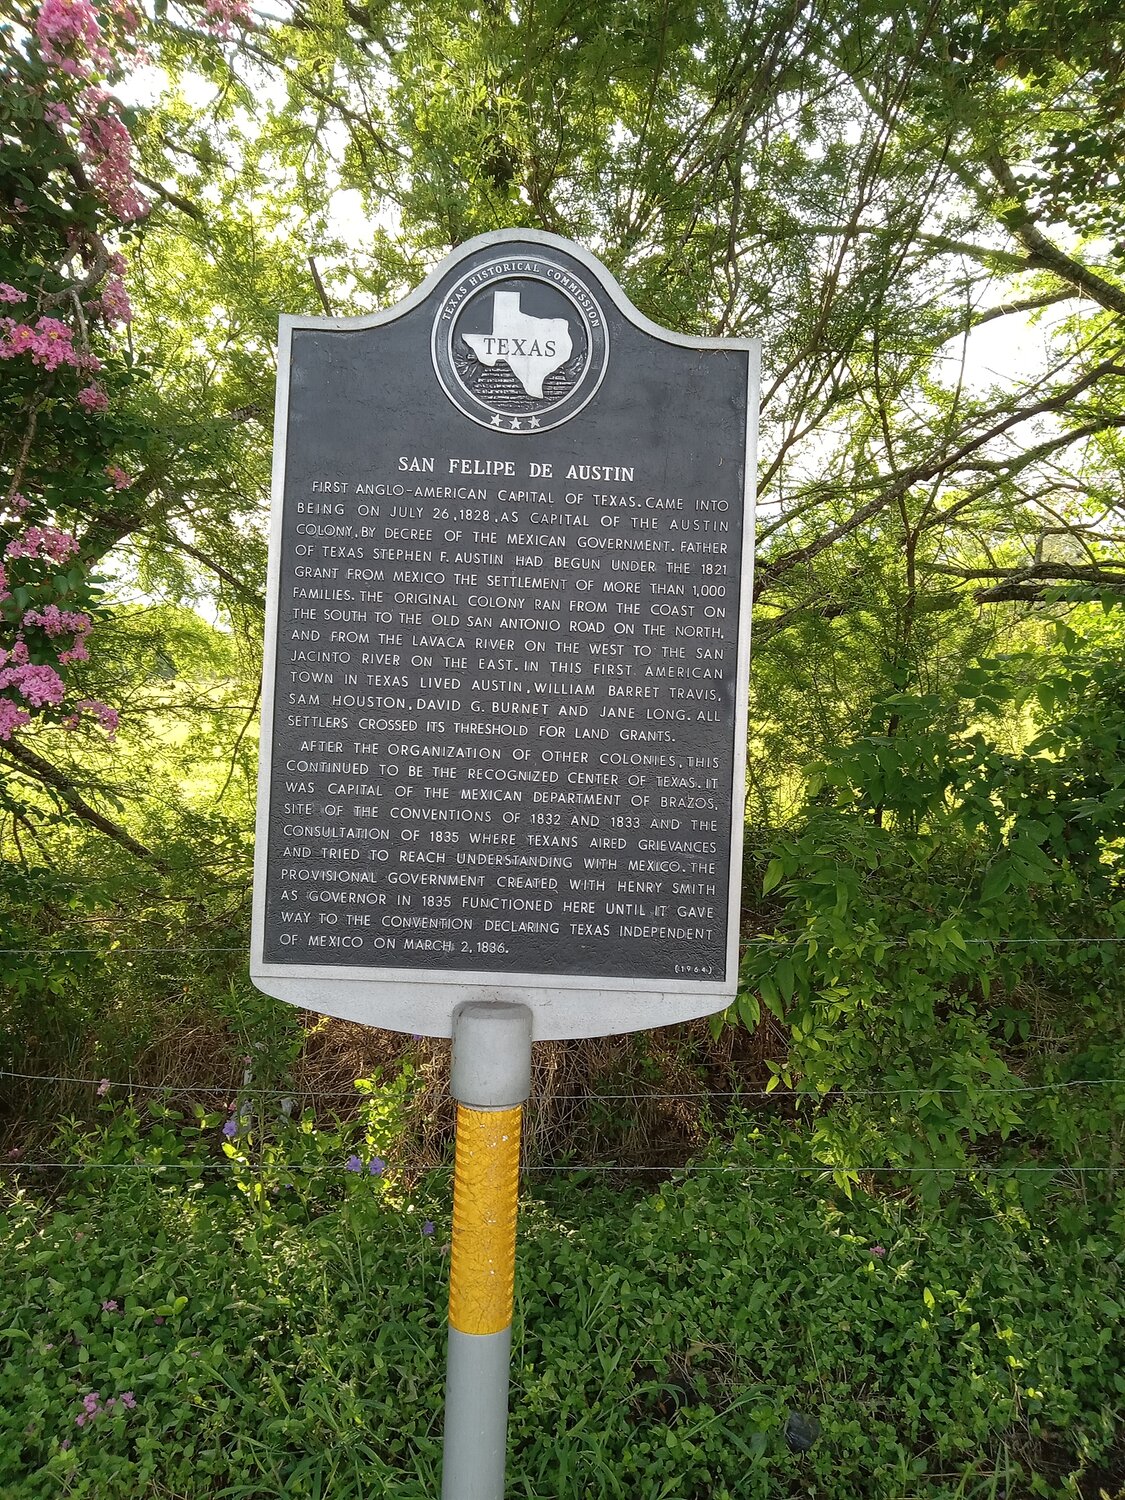 TEXAS HISTORICAL COMMISSION
TEXAS
SAN FELIPE DE AUSTIN
FIRST ANGLO-AMERICAN CAPITAL OF TEXAS. CAME INTO
BEING ON JULY 26, 1828, AS CAPITAL OF THE AUSTIN
COLONY, BY DECREE OF THE MEXICAN GOVERNMENT. FATHER
OF TEXAS STEPHEN F. AUSTIN HAD BEGUN UNDER THE 1821
GRANT FROM MEXICO THE SETTLEMENT OF MORE THAN 1,000
FAMILIES. THE ORIGINAL COLONY RAN FROM THE COAST ON
THE SOUTH TO THE OLD SAN ANTONIO ROAD ON THE NORTH,
AND FROM THE LAVACA RIVER ON THE WEST TO THE SAN
JACINTO RIVER ON THE EAST. IN THIS FIRST AMERICAN
TOWN IN TEXAS LIVED AUSTIN, WILLIAM BARRET TRAVIS,
SAM HOUSTON, DAVID G. BURNET AND JANE LONG. ALL
SETTLERS CROSSED ITS THRESHOLD FOR LAND GRANTS.
AFTER THE ORGANIZATION OF OTHER COLONIES, THIS
CONTINUED TO BE THE RECOGNIZED CENTER OF TEXAS. IT
WAS CAPITAL OF THE MEXICAN DEPARTMENT OF BRAZOS,
SITE OF THE CONVENTIONS OF 1832 AND 1833 AND THE
CONSULTATION OF 1835 WHERE TEXANS AIRED GRIEVANCES
AND TRIED TO REACH UNDERSTANDING WITH MEXICO. THE
PROVISIONAL GOVERNMENT CREATED WITH HENRY SMITH
AS GOVERNOR IN 1835 FUNCTIONED HERE UNTIL IT GAVE
WAY TO THE CONVENTION DECLARING TEXAS INDEPENDENT
OF MEXICO ON MARCH 2, 1836.
(1964)